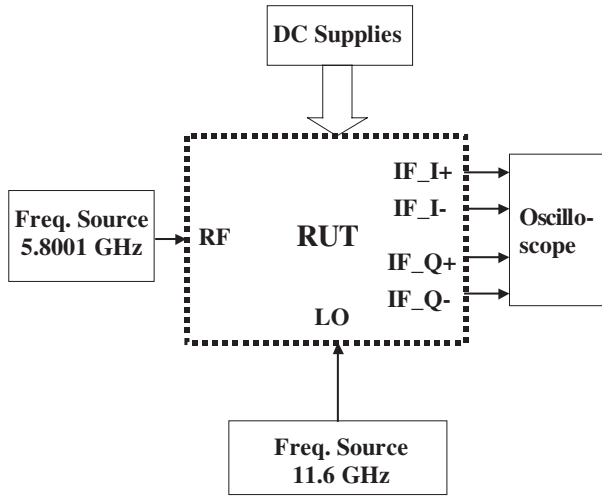 DC Supplies
Freq. Source
5.8001 GHz
RF
RUT
LO
IF_I+
IF_I-
IF_Q+
IF_Q-
Oscillo-
scope
Freq. Source
11.6 GHz